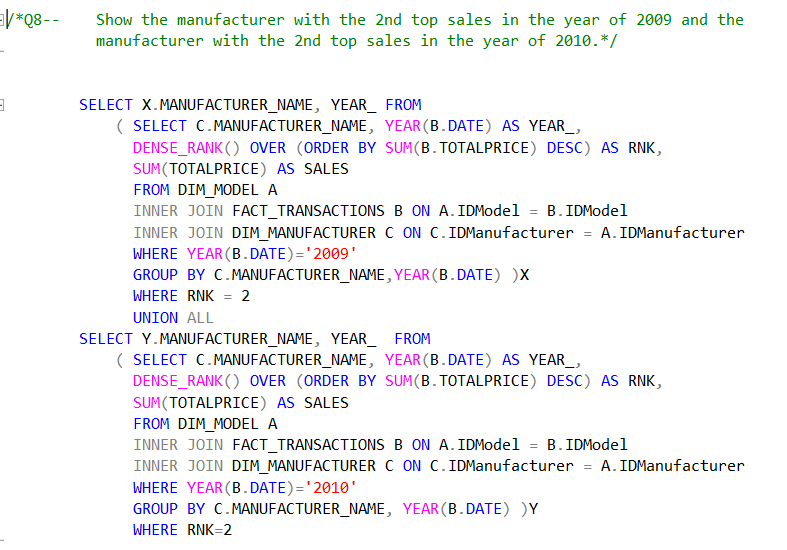 /*Q8-- Show the manufacturer with the 2nd top sales in the year of 2009 and the
manufacturer with the 2nd top sales in the year of 2010.*/
SELECT X.MANUFACTURER_NAME, YEAR_ FROM
( SELECT C.MANUFACTURER_NAME, YEAR(B.DATE) AS YEAR_,
DENSE_RANK() OVER (ORDER BY SUM(B.TOTALPRICE) DESC) AS RNK,
SUM(TOTALPRICE) AS SALES
FROM DIM_MODEL A
INNER JOIN FACT_TRANSACTIONS B ON A.IDModel = B.IDModel
INNER JOIN DIM_MANUFACTURER C ON C.IDManufacturer = A.IDManufacturer
WHERE YEAR(B.DATE)='2009'
GROUP BY C.MANUFACTURER_NAME,YEAR(B.DATE) )X
WHERE RNK = 2
UNION ALL
SELECT Y.MANUFACTURER_NAME, YEAR_  FROM
( SELECT C.MANUFACTURER_NAME, YEAR(B.DATE) AS YEAR_,
DENSE_RANK() OVER (ORDER BY SUM(B.TOTALPRICE) DESC) AS RNK,
SUM(TOTALPRICE) AS SALES
FROM DIM_MODEL A
INNER JOIN FACT_TRANSACTIONS B ON A.IDModel = B.IDModel
INNER JOIN DIM_MANUFACTURER C ON C.IDManufacturer = A.IDManufacturer
WHERE YEAR(B.DATE)='2010'
GROUP BY C.MANUFACTURER_NAME, YEAR(B.DATE) )Y
WHERE RNK=2